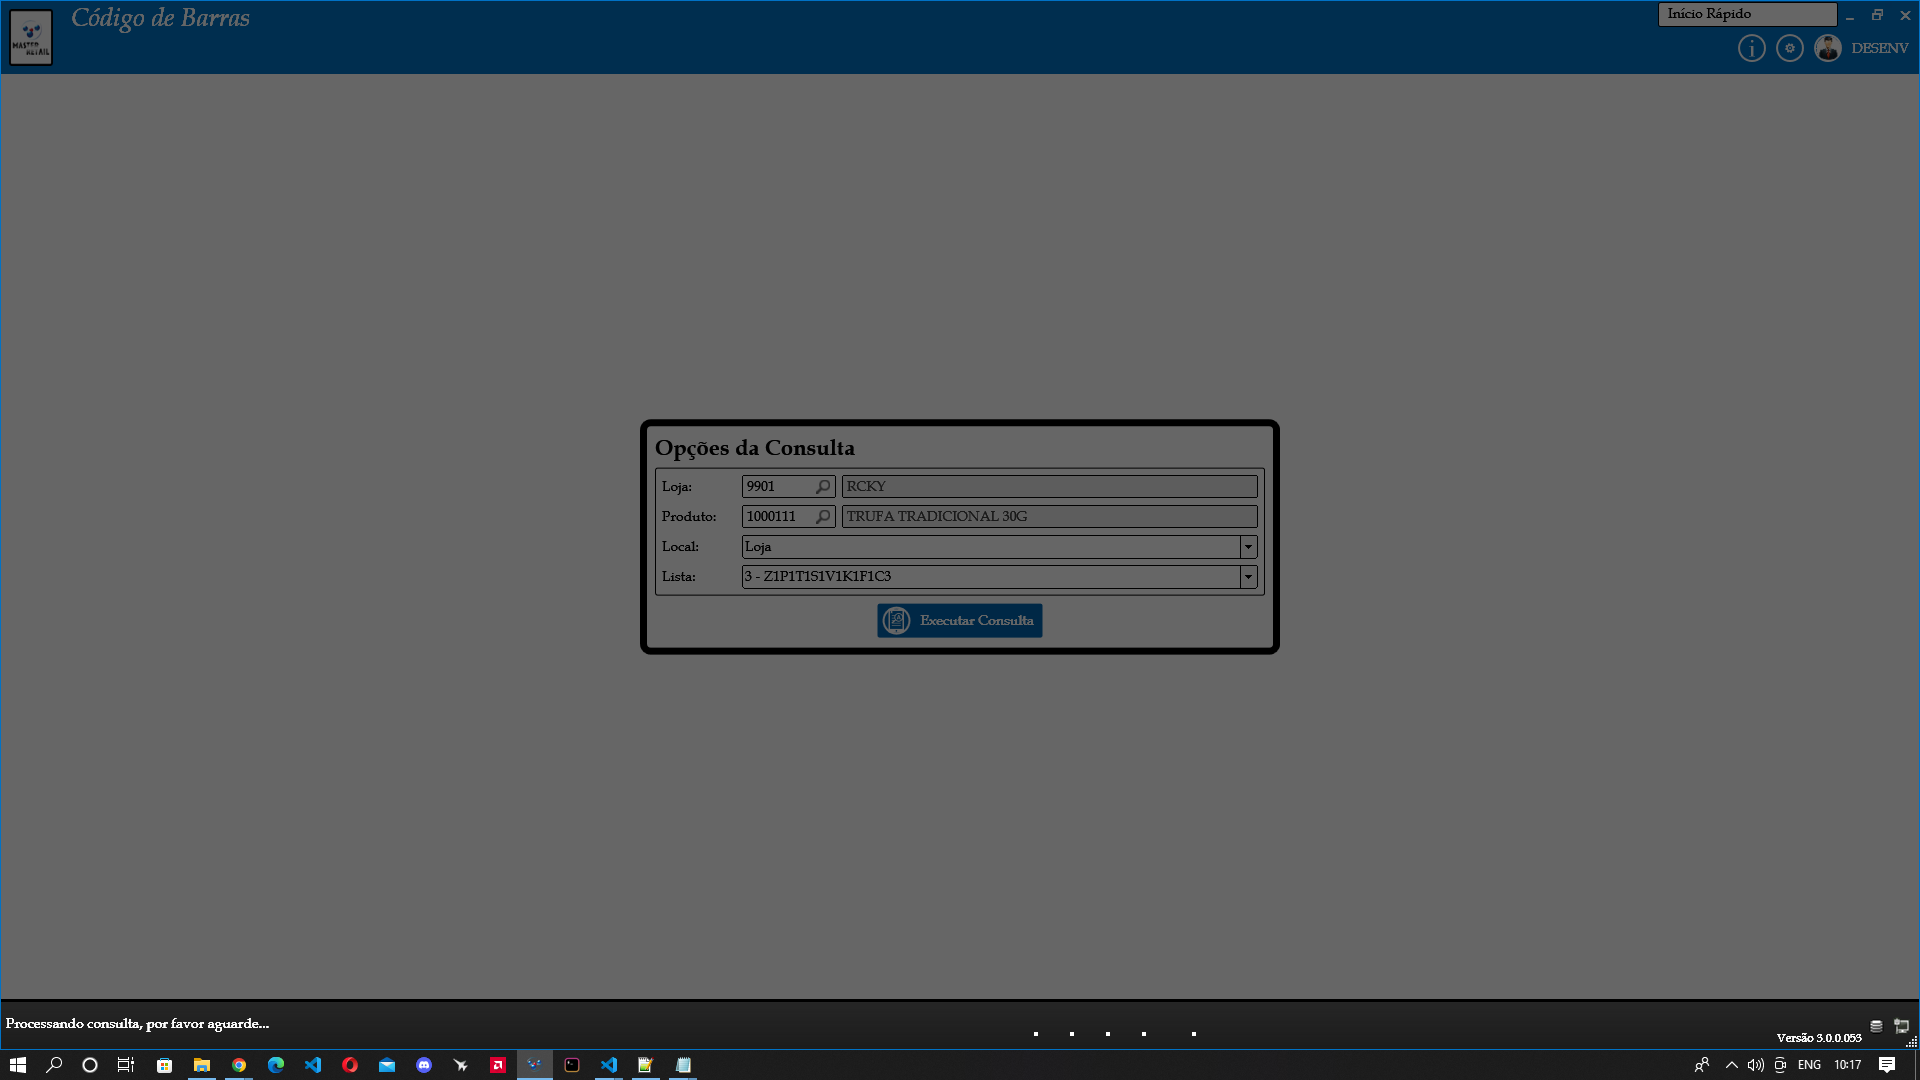 Código de Barras
Início Rápido
MASTER
RETAIL
DESENV
Opções da Consulta
Loja: 9901 RCKY
Produto: 1000111 TRUFA TRADICIONAL 30G
Local: Loja
Lista: 3 - Z1P1T1S1V1K1F1C3
Executar Consulta
Processando consulta, por favor aguarde...
Versão 3.0.0.053
ENG 10:17